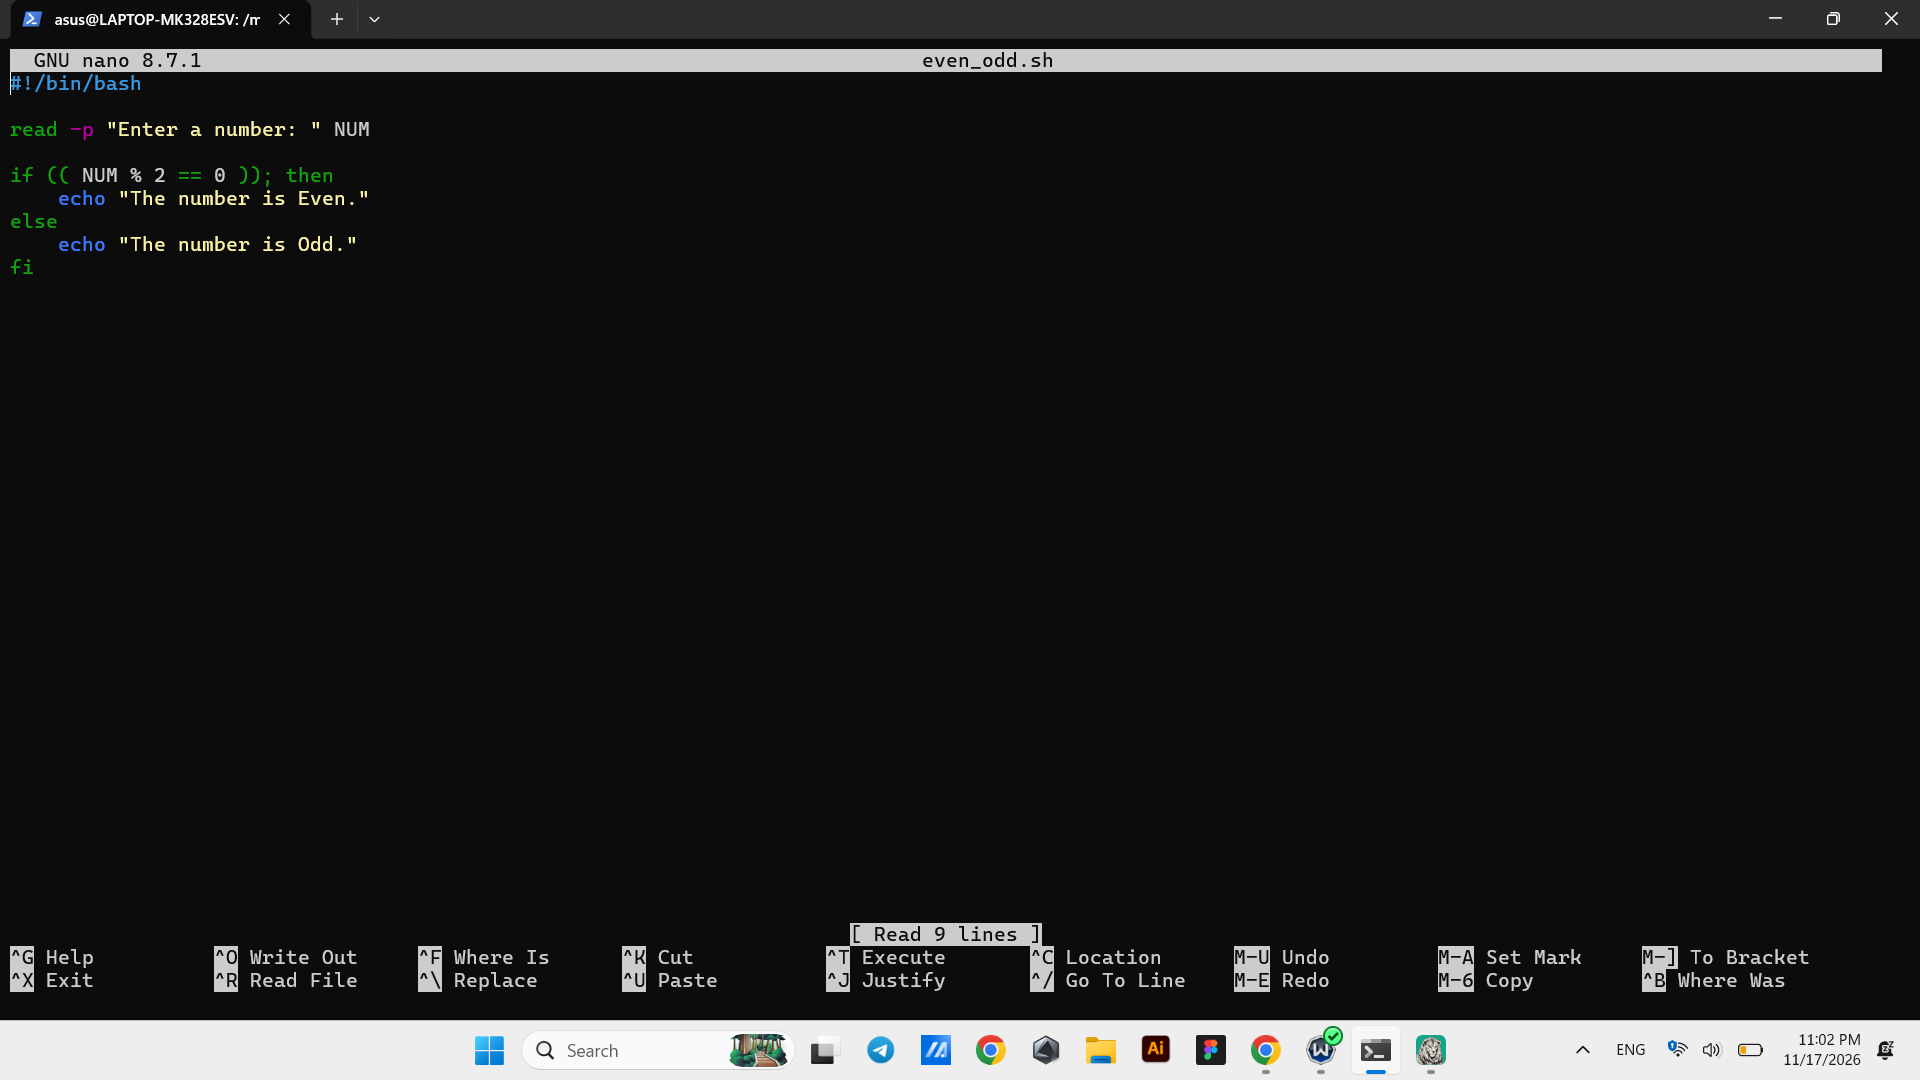 asus@LAPTOP-MK328ESV: /m
GNU nano 8.7.1 even_odd.sh
#!/bin/bash
read -p "Enter a number: " NUM
if (( NUM % 2 == 0 )); then
echo "The number is Even."
else
echo "The number is Odd."
fi
[ Read 9 lines ]
^G Help ^O Write Out ^F Where Is ^K Cut ^T Execute ^C Location M-U Undo M-A Set Mark M-] To Bracket
^X Exit ^R Read File ^\ Replace ^U Paste ^J Justify ^/ Go To Line M-E Redo M-6 Copy ^B Where Was
Search Ai W ENG 11:02 PM
11/17/2026